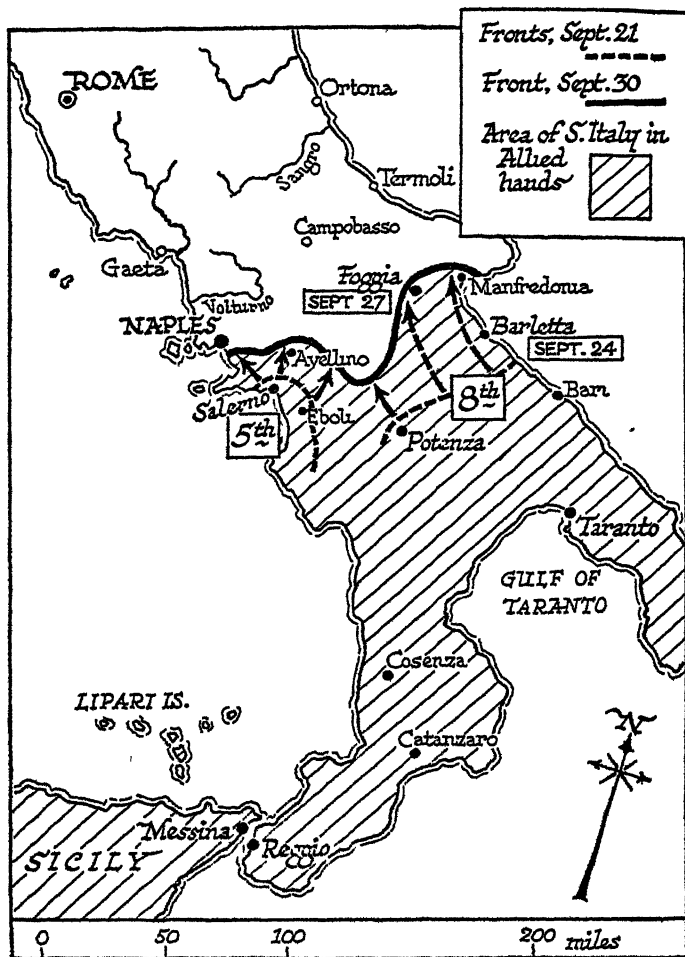 Fronts, Sept. 21
Front, Sept. 30
Area of S. Italy in
Allied
hands
ROME
Ortona
Sangro
Termoli
Campobasso
Gaeta
Volturno
Foggia
SEPT 27
Manfredonia
NAPLES
Barletta
SEPT. 24
Avellino
Salerno
Eboli
5th
8th
Bari
Potenza
Taranto
GULF OF
TARANTO
Cosenza
LIPARI IS.
Catanzaro
N
Messina
Reggio
SICILY
0 50 100 200 miles